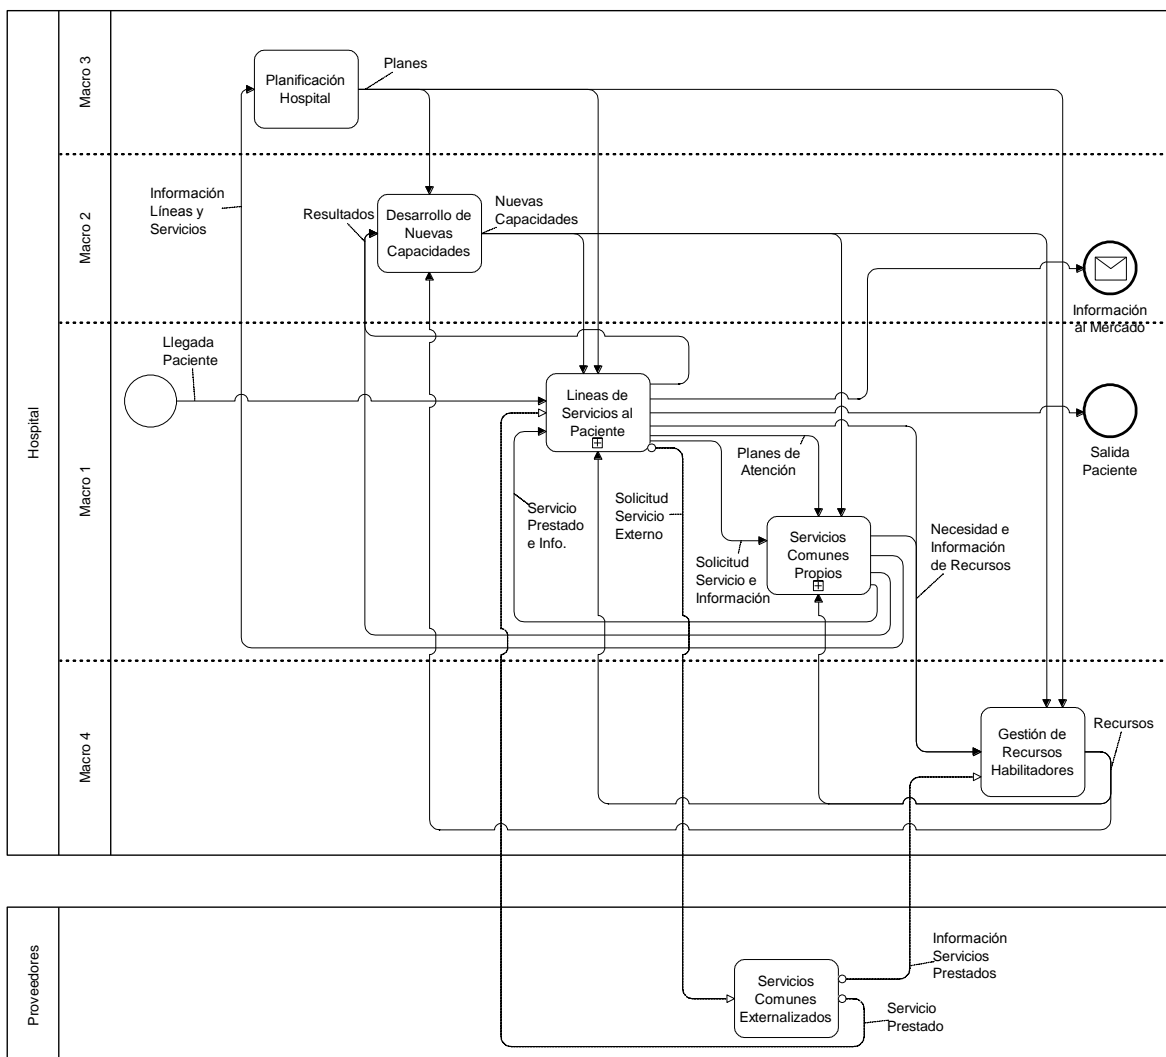 Hospital
Macro 3
Planificación
Hospital
Planes
Macro 2
Información
Líneas y
Servicios
Resultados
Desarrollo de
Nuevas
Capacidades
Nuevas
Capacidades
Información
al Mercado
Macro 1
Llegada
Paciente
Lineas de
Servicios al
Paciente
Salida
Paciente
Planes de
Atención
Servicio
Prestado
e Info.
Solicitud
Servicio
Externo
Solicitud
Servicio e
Información
Servicios
Comunes
Propios
Necesidad e
Información
de Recursos
Macro 4
Gestión de
Recursos
Habilitadores
Recursos
Proveedores
Servicios
Comunes
Externalizados
Información
Servicios
Prestados
Servicio
Prestado